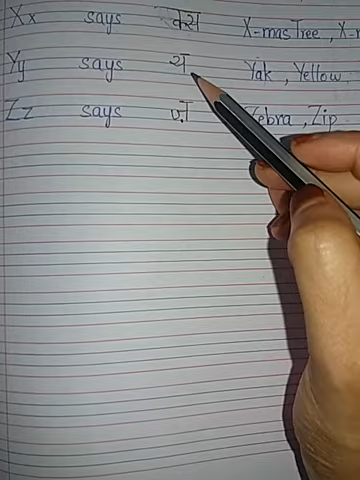 Xx says क्स X-mas Tree, X-
Yy says य Yak, Yellow,
Zz says ज़ Zebra, Zip